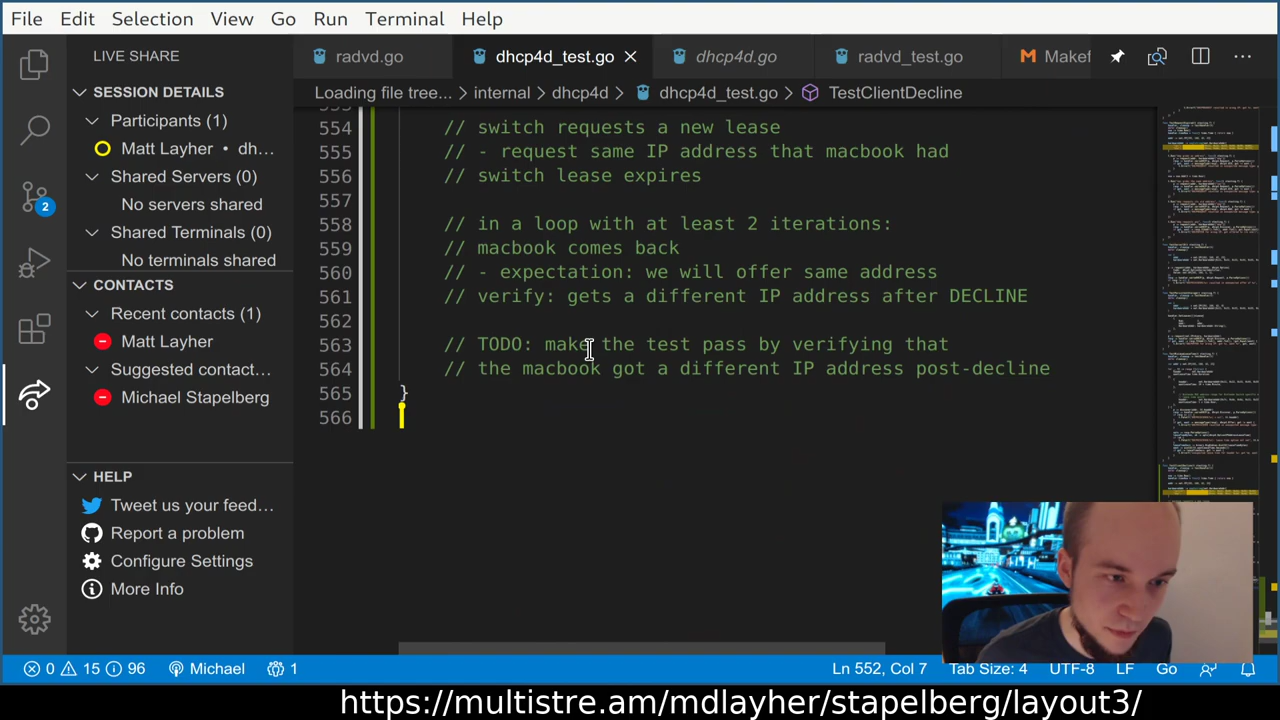 File Edit Selection View Go Run Terminal Help
LIVE SHARE
radvd.go
dhcp4d_test.go
dhcp4d.go
radvd_test.go
Makef
Loading file tree... > internal > dhcp4d > dhcp4d_test.go > TestClientDecline
SESSION DETAILS
Participants (1)
Matt Layher • dh...
Shared Servers (0)
No servers shared
Shared Terminals (0)
No terminals shared
CONTACTS
Recent contacts (1)
Matt Layher
Suggested contact...
Michael Stapelberg
HELP
Tweet us your feed...
Report a problem
Configure Settings
More Info
2
554 // switch requests a new lease
555 // - request same IP address that macbook had
556 // switch lease expires
557
558 // in a loop with at least 2 iterations:
559 // macbook comes back
560 // - expectation: we will offer same address
561 // verify: gets a different IP address after DECLINE
562
563 // TODO: make the test pass by verifying that
564 // the macbook got a different IP address post-decline
565 }
566
0 15 96 Michael 1 Ln 552, Col 7 Tab Size: 4 UTF-8 LF Go
https://multistre.am/mdlayher/stapelberg/layout3/